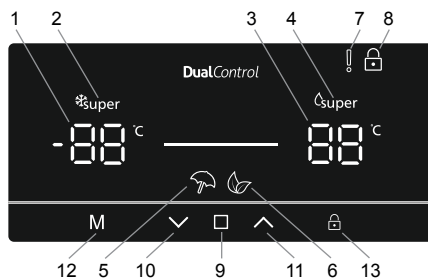 1 2 3 4 7 8
DualControl
super super
-88 °C 88 °C
M
12 5 10 9 11 6 13